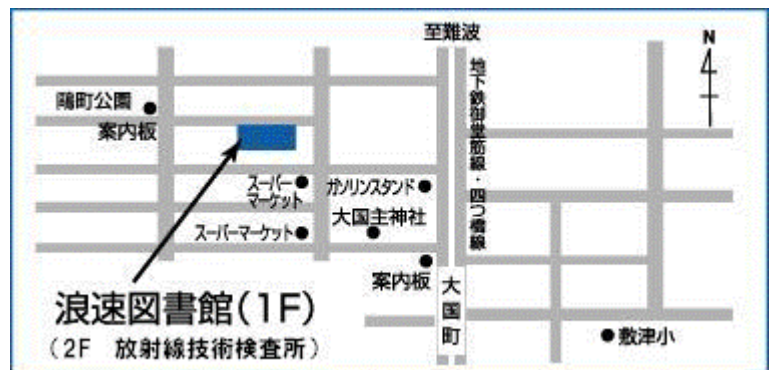 至難波
N
地下鉄御堂筋線・四つ橋線
鴎町公園
案内板
スーパー
マーケット
ガソリンスタンド
大国主神社
スーパーマーケット
案内板
大国町
浪速図書館(1F)
(2F 放射線技術検査所)
敷津小